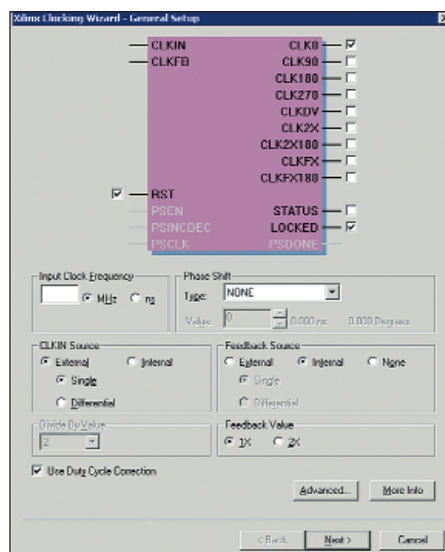 Xilinx Clocking Wizard - General Setup
CLKIN CLK0
CLKFB CLK90
CLK180
CLK270
CLKDV
CLK2X
CLK2X180
CLKFX
CLKFX180
RST
PSEN STATUS
PSINCDEC LOCKED
PSCLK PSDONE
Input Clock Frequency
MHz ns
Phase Shift
Type: NONE
Value: 0 0.000 ns 0.000 Degrees
CLKIN Source
External Internal
Single
Differential
Feedback Source
External Internal None
Single
Differential
Divide By Value
2
Feedback Value
1X 2X
Use Duty Cycle Correction
Advanced... More Info
< Back Next > Cancel